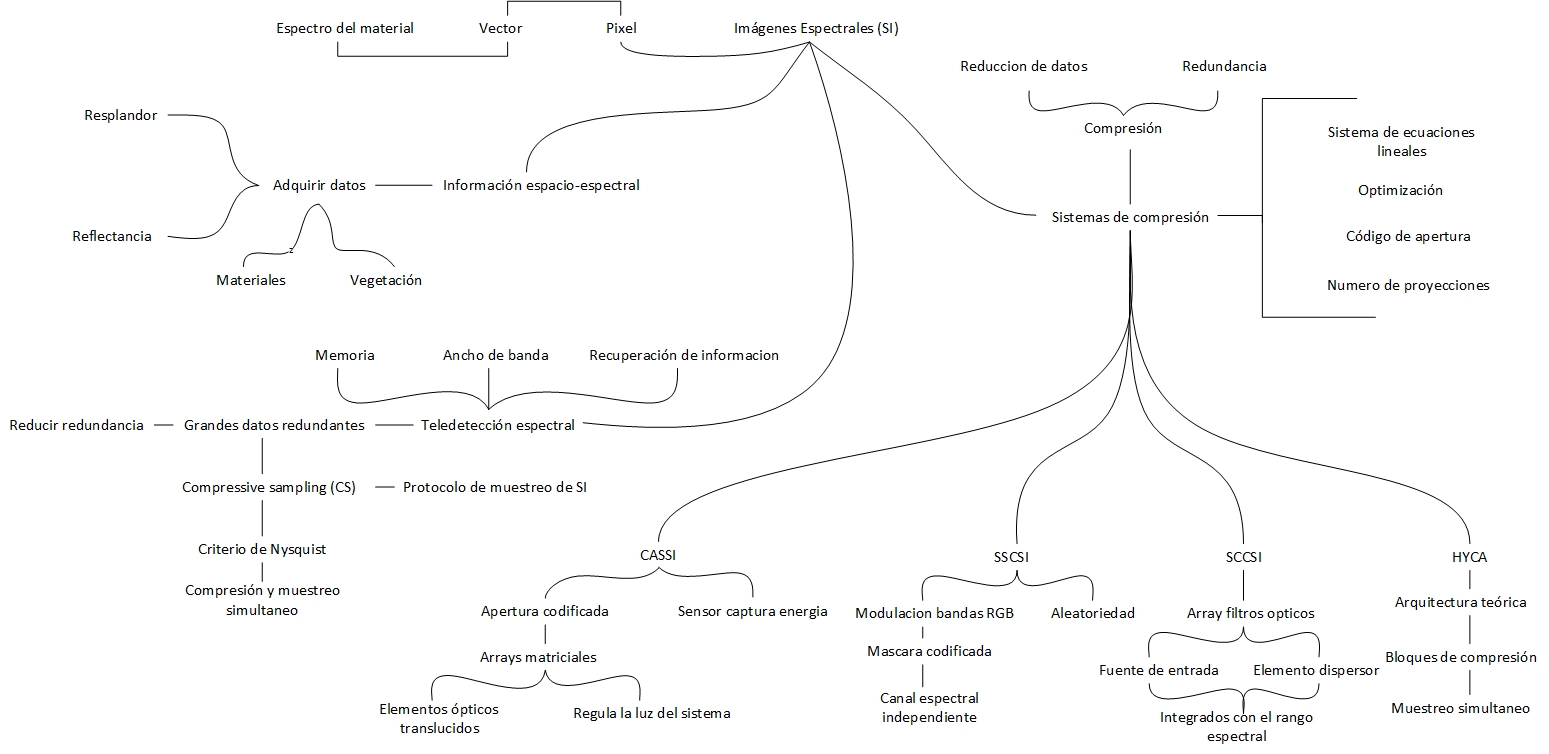 Espectro del material
Vector
Pixel
Imágenes Espectrales (SI)
Reduccion de datos
Redundancia
Resplandor
Compresión
Sistema de ecuaciones
lineales
Adquirir datos
Información espacio-espectral
Optimización
Sistemas de compresión
Reflectancia
Código de apertura
z
Materiales
Vegetación
Numero de proyecciones
Memoria
Ancho de banda
Recuperación de informacion
Reducir redundancia
Grandes datos redundantes
Teledetección espectral
Compressive sampling (CS)
Protocolo de muestreo de SI
Criterio de Nysquist
Compresión y muestreo
simultaneo
CASSI
SSCSI
SCCSI
HYCA
Apertura codificada
Sensor captura energia
Modulacion bandas RGB
Aleatoriedad
Array filtros opticos
Arquitectura teórica
Arrays matriciales
Mascara codificada
Fuente de entrada
Elemento dispersor
Bloques de compresión
Elementos ópticos
translucidos
Regula la luz del sistema
Canal espectral
independiente
Integrados con el rango
espectral
Muestreo simultaneo